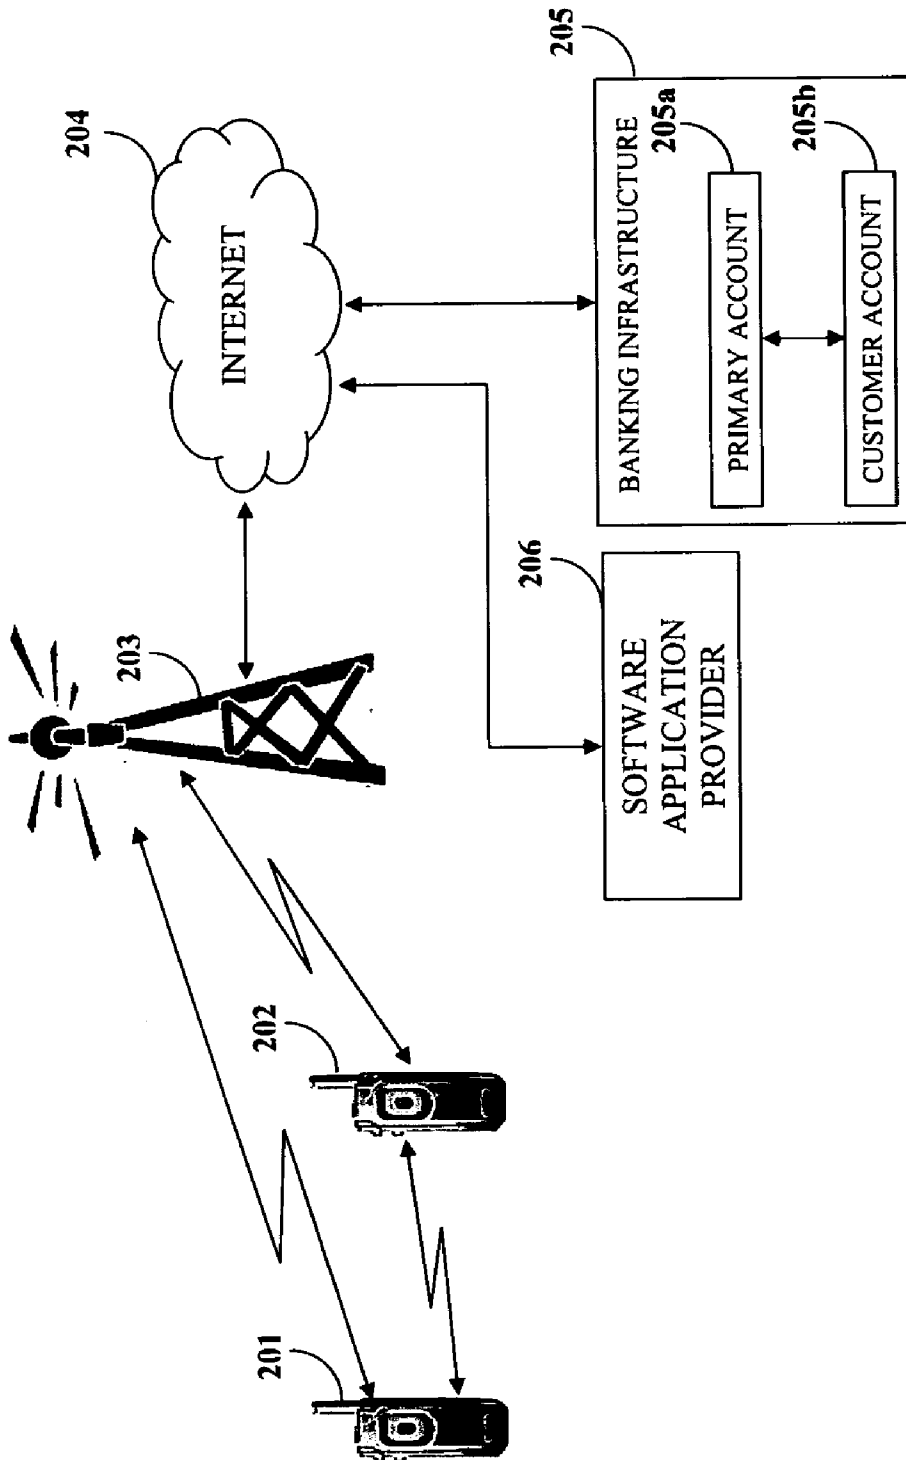 201
202
203
204
INTERNET
206
SOFTWARE
APPLICATION
PROVIDER
205
BANKING INFRASTRUCTURE
205a
PRIMARY ACCOUNT
205b
CUSTOMER ACCOUNT